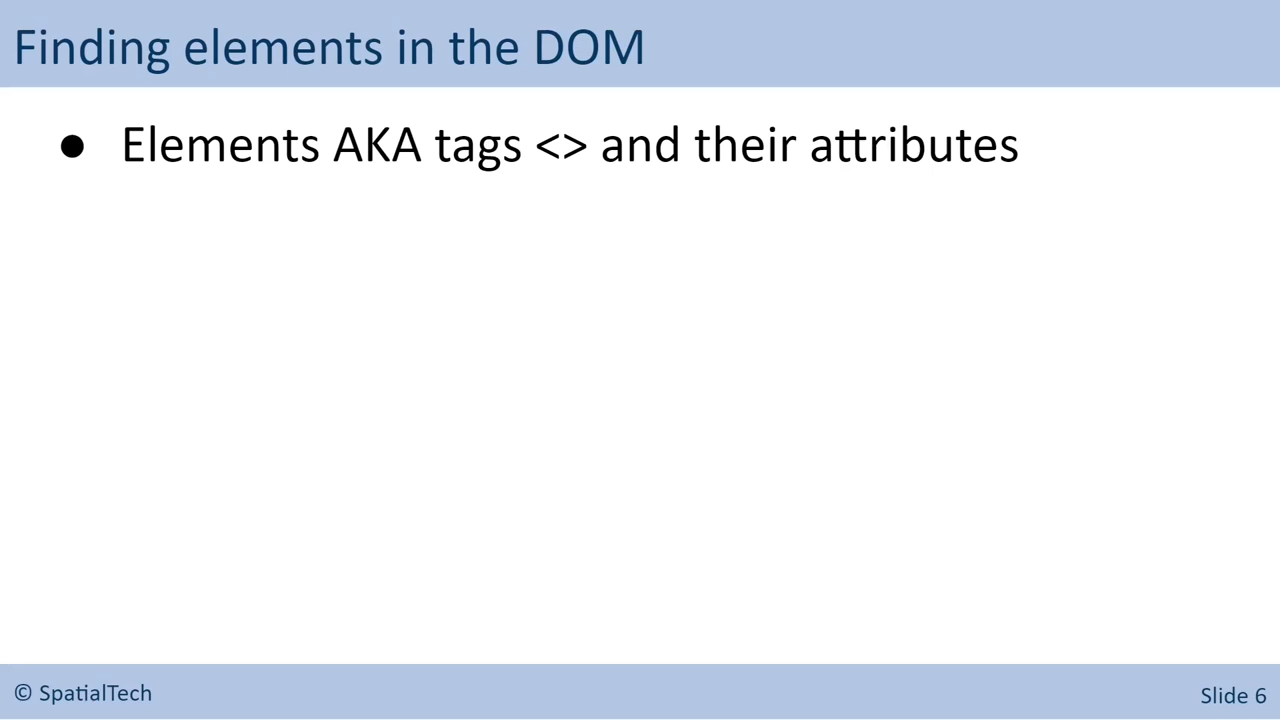 Finding elements in the DOM
● Elements AKA tags <> and their attributes
© SpatialTech
Slide 6